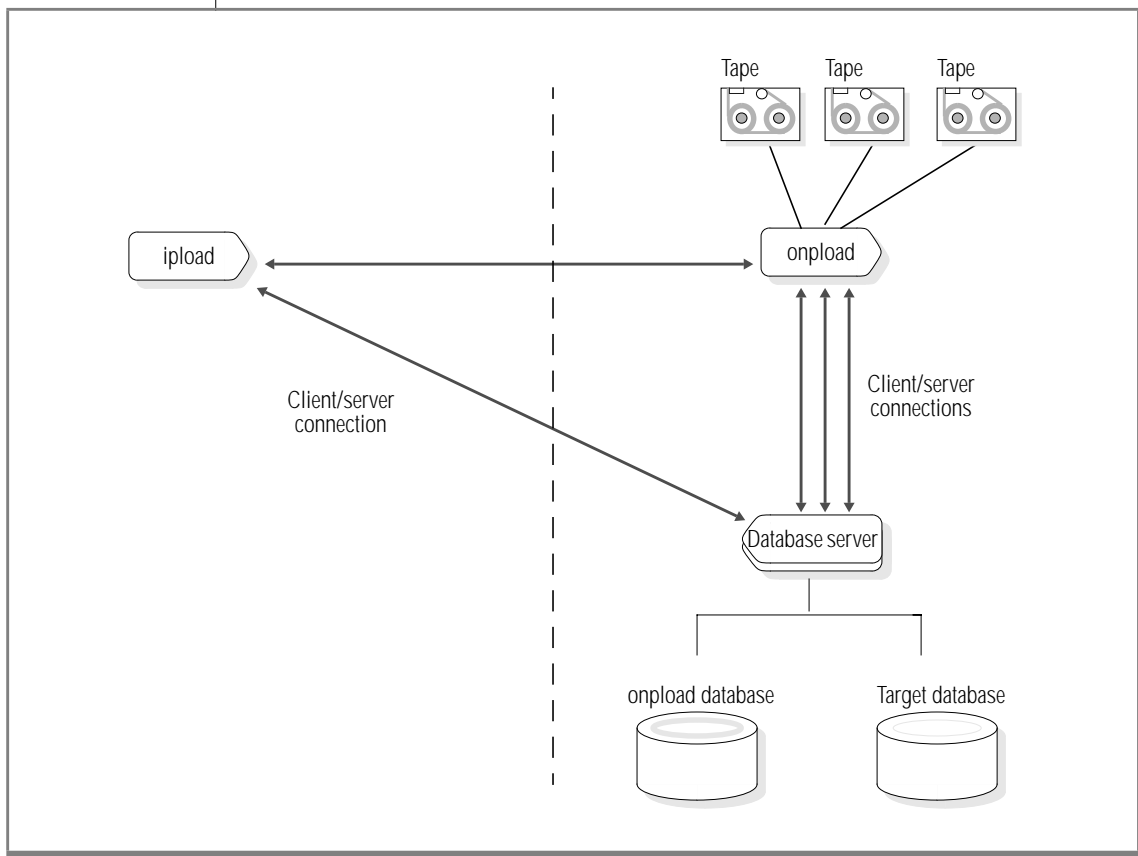 Tape
Tape
Tape
ipload
onpload
Client/server
connection
Client/server
connections
Database server
onpload database
Target database